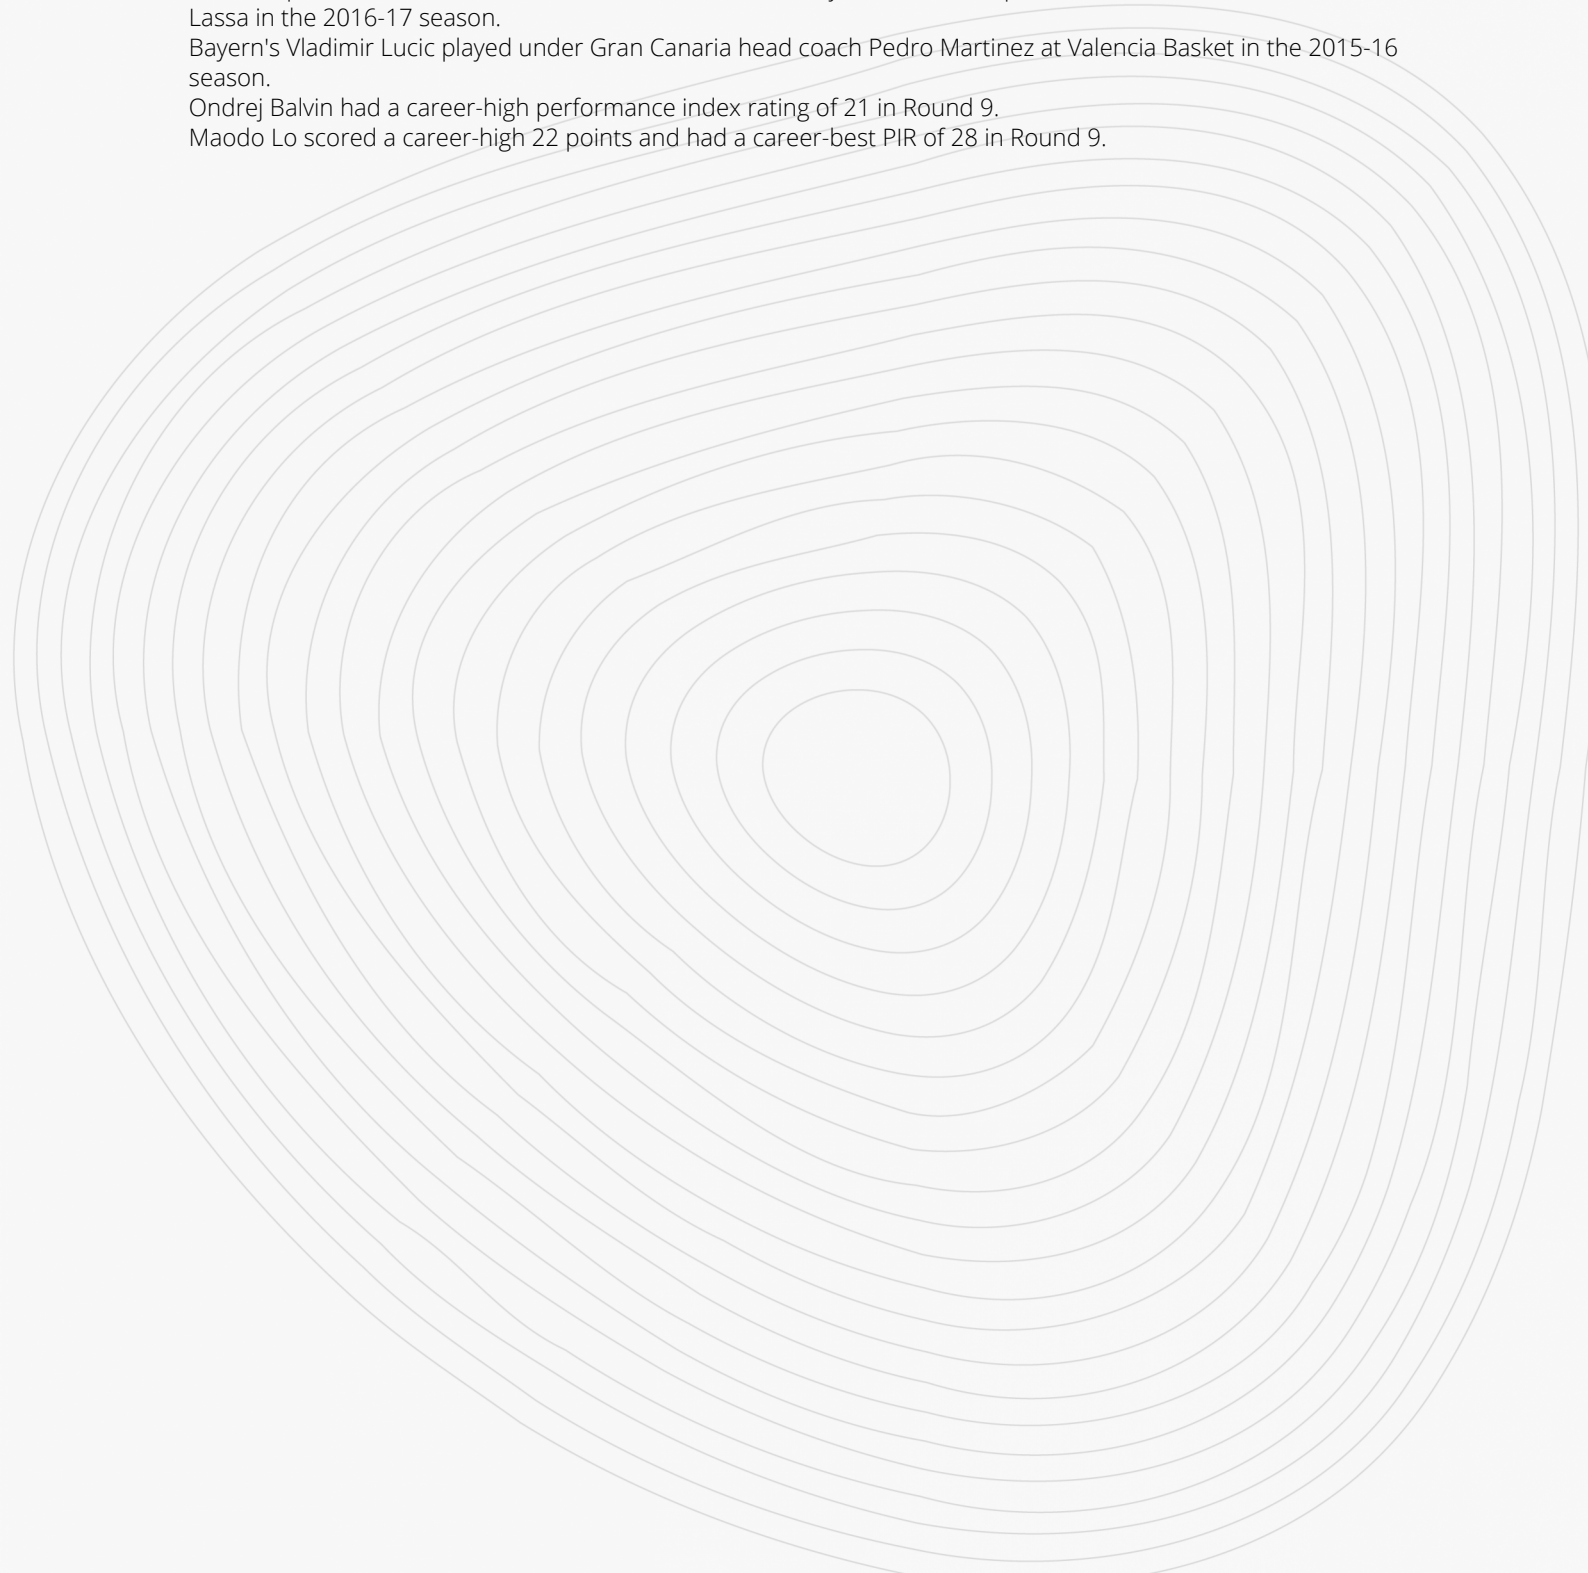 Lassa in the 2016-17 season.
Bayern's Vladimir Lucic played under Gran Canaria head coach Pedro Martinez at Valencia Basket in the 2015-16
season.
Ondrej Balvin had a career-high performance index rating of 21 in Round 9.
Maodo Lo scored a career-high 22 points and had a career-best PIR of 28 in Round 9.